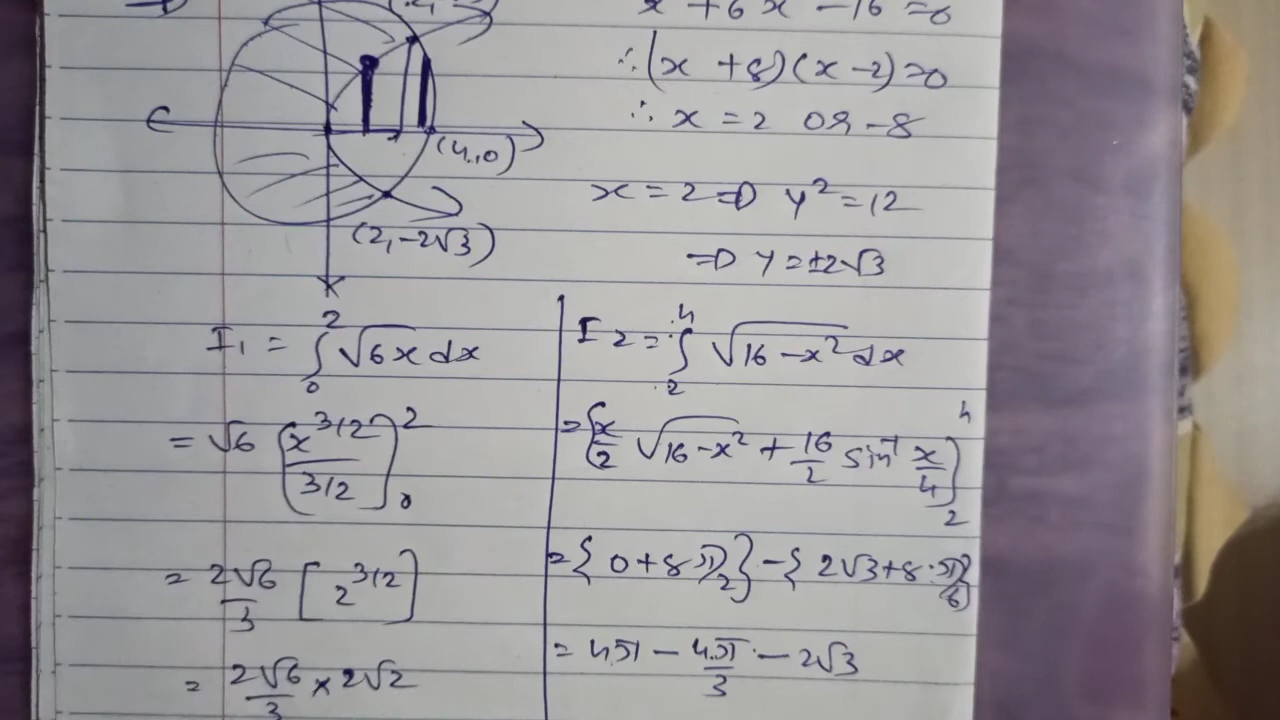 x + 6x - 16 = 0
∴ (x + 8)(x - 2) = 0
∴ x = 2 or -8
(4,0)
x = 2 ⇒ y² = 12
(2, -2√3)
⇒ y = ±2√3
I₁ = ∫₀² √6x dx
= √6 [x^3/2 / 3/2]₀²
= 2√6/3 [2^3/2]
= 2√6/3 × 2√2
I₂ = ∫₂⁴ √16-x² dx
= {x/2 √16-x² + 16/2 sin⁻¹ x/4}₂⁴
= {0 + 8 π/2} - {2√3 + 8·π/6}
= 4π - 4π/3 - 2√3